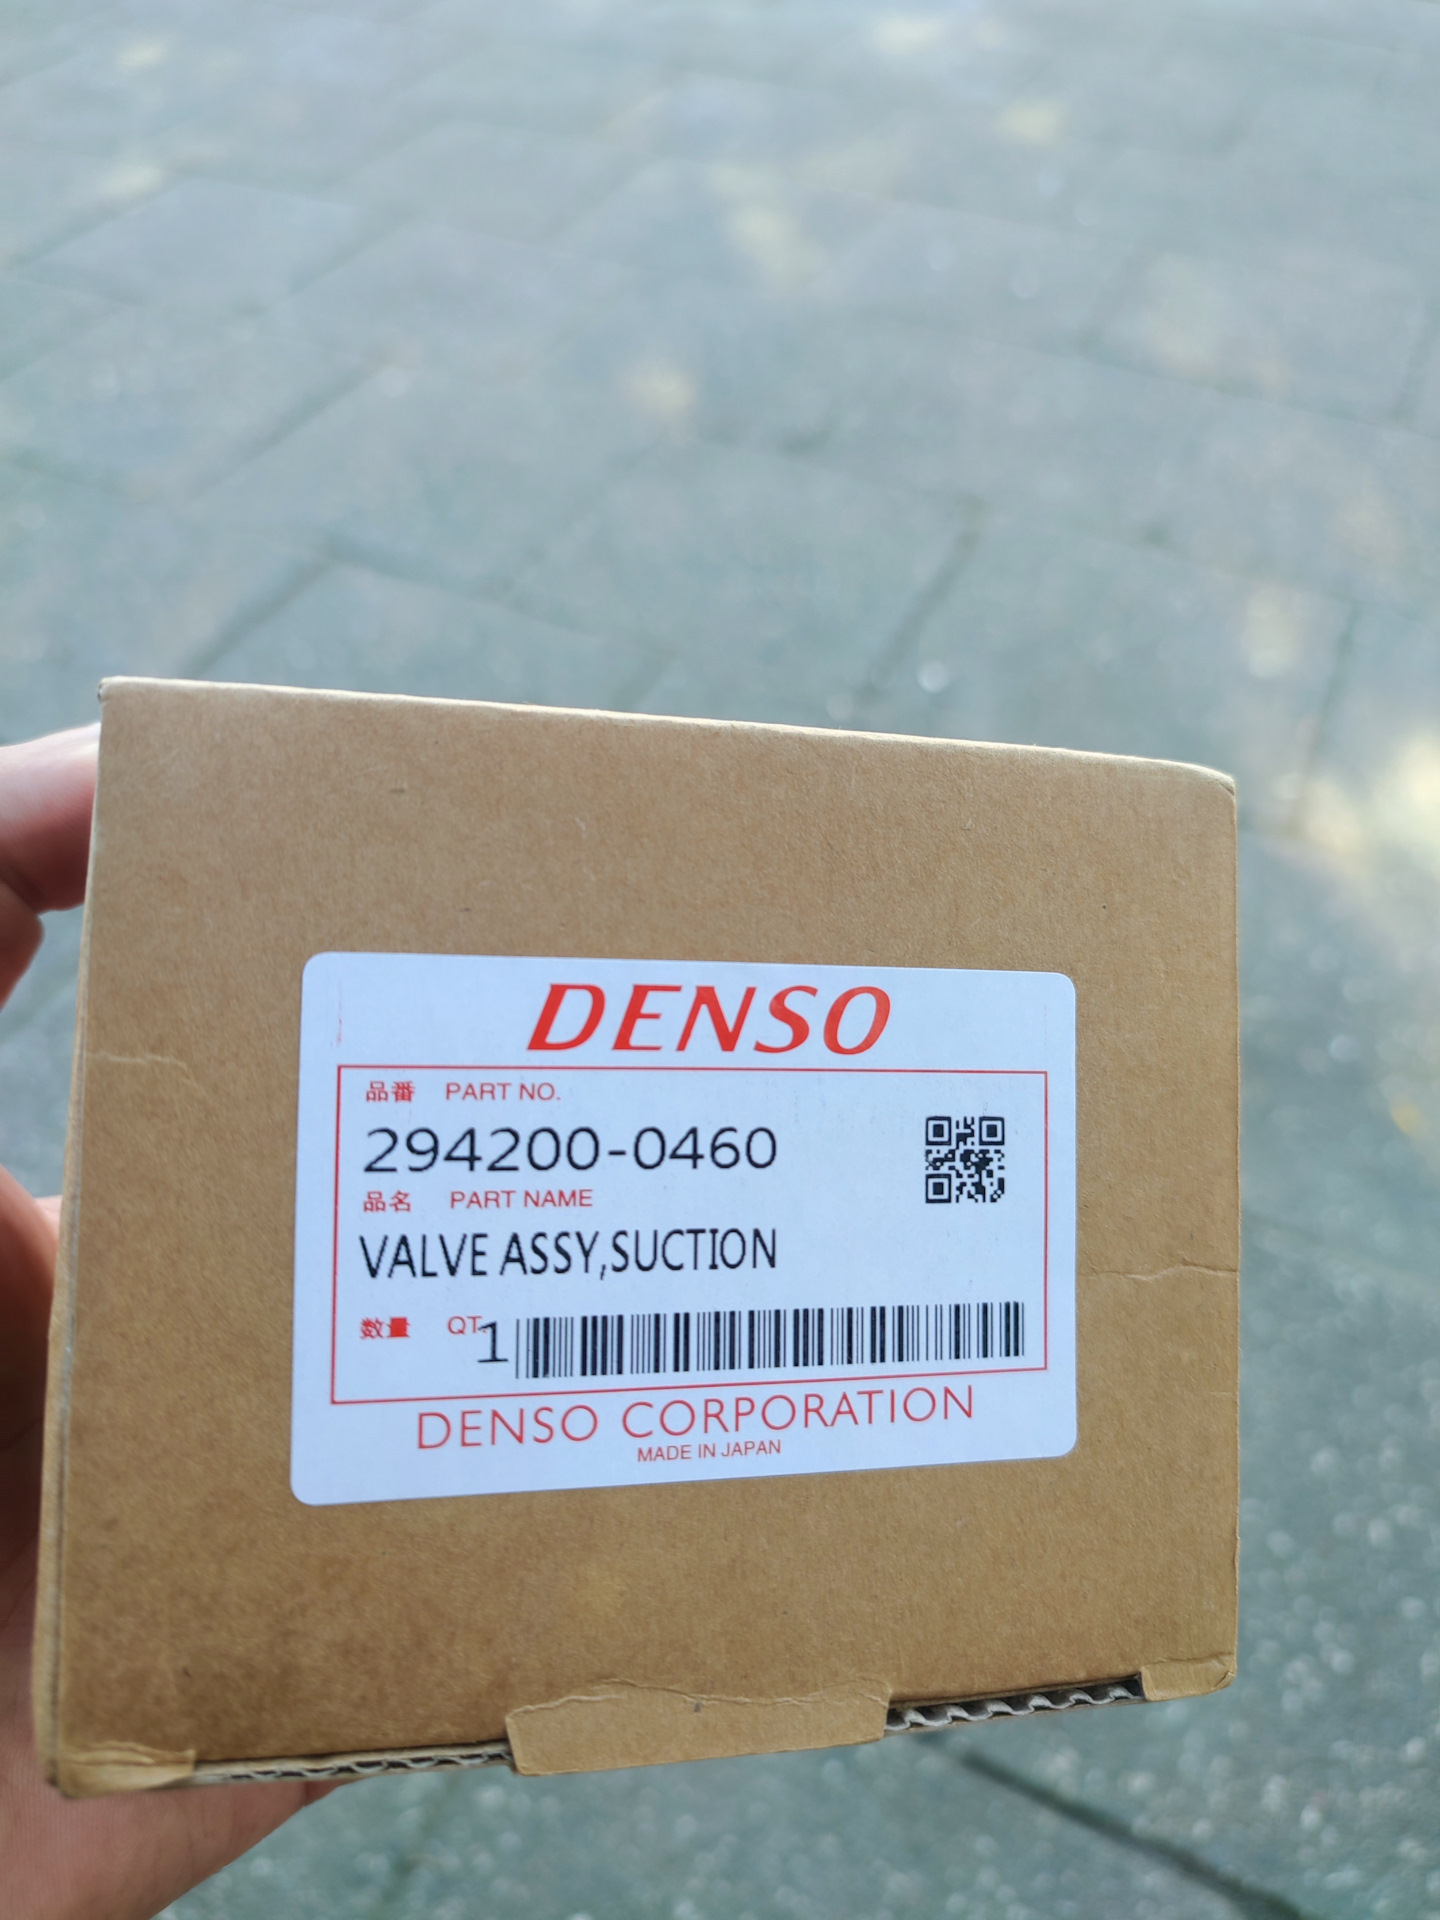 DENSO
品番 PART NO.
294200-0460
品名 PART NAME
VALVE ASSY,SUCTION
数量 QT.
1
DENSO CORPORATION
MADE IN JAPAN